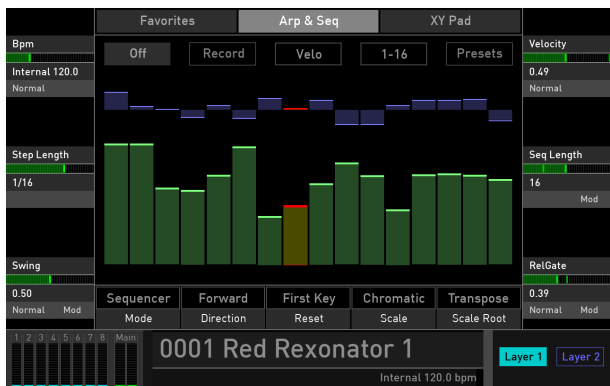 Favorites Arp & Seq XY Pad
Bpm Off Record Velo 1-16 Presets Velocity
Internal 120.0 0.49
Normal Normal
Step Length Seq Length
1/16 16
Mod
Swing RelGate
0.50 Sequencer Forward First Key Chromatic Transpose 0.39
Normal Mod Mode Direction Reset Scale Scale Root Normal Mod
1 2 3 4 5 6 7 8 Main
0001 Red Rexonator 1
Layer 1 Layer 2
Internal 120.0 bpm